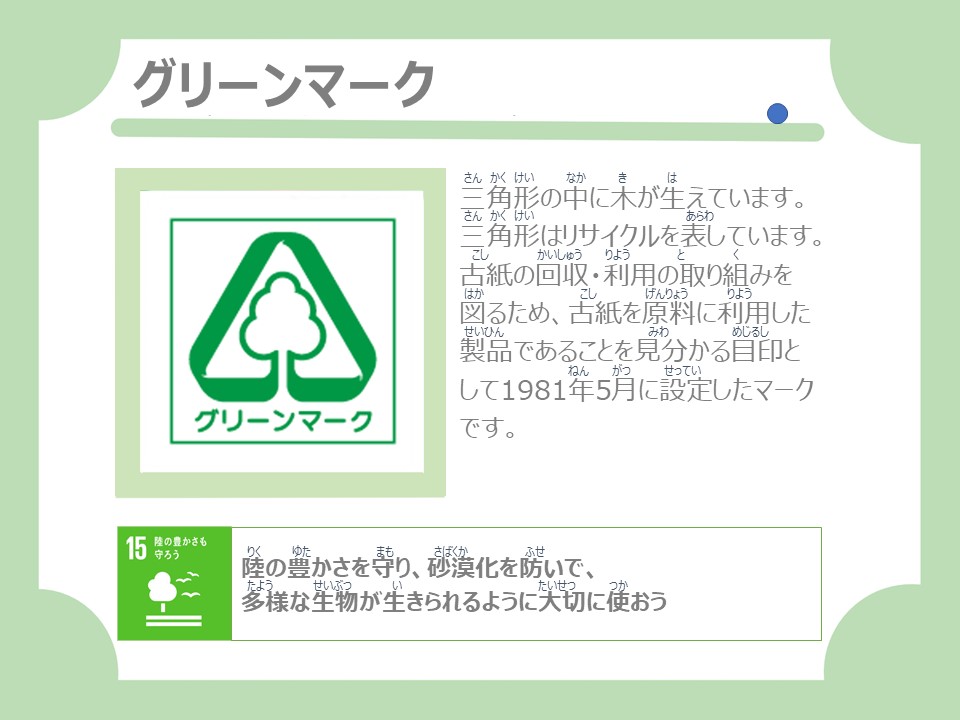 グリーンマーク
さん かく けい なか き は
三角形の中に木が生えています。
さん かく けい あらわ
三角形はリサイクルを表しています。
こし かいしゅう りよう と く
古紙の回収・利用の取り組みを
はか こし げんりょう りよう
図るため、古紙を原料に利用した
せいひん みわ めじるし
製品であることを見分かる目印と
ねん がつ せってい
して1981年5月に設定したマーク
です。
グリーンマーク
15 陸の豊かさも
守ろう
りく ゆた まも さばくか ふせ
陸の豊かさを守り、砂漠化を防いで、
たよう せいぶつ い たいせつ つか
多様な生物が生きられるように大切に使おう